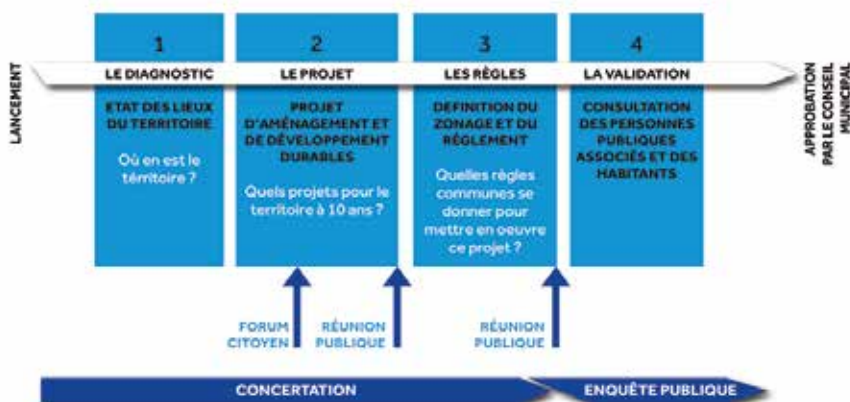 LANCEMENT
1
LE DIAGNOSTIC
ETAT DES LIEUX
DU TERRITOIRE
Où en est le
térritoire ?
2
LE PROJET
PROJET
D'AMÉNAGEMENT ET
DE DÉVELOPPEMENT
DURABLES
Quels projets pour le
territoire à 10 ans ?
3
LES RÈGLES
DEFINITION DU
ZONAGE ET DU
RÈGLEMENT
Quelles règles
communes se
donner pour
mettre en oeuvre
ce projet ?
4
LA VALIDATION
CONSULTATION
DES PERSONNES
PUBLIQUES
ASSOCIÉS ET DES
HABITANTS
APPROBATION
PAR LE CONSEIL
MUNICIPAL
FORUM
CITOYEN
RÉUNION
PUBLIQUE
RÉUNION
PUBLIQUE
CONCERTATION
ENQUÊTE PUBLIQUE